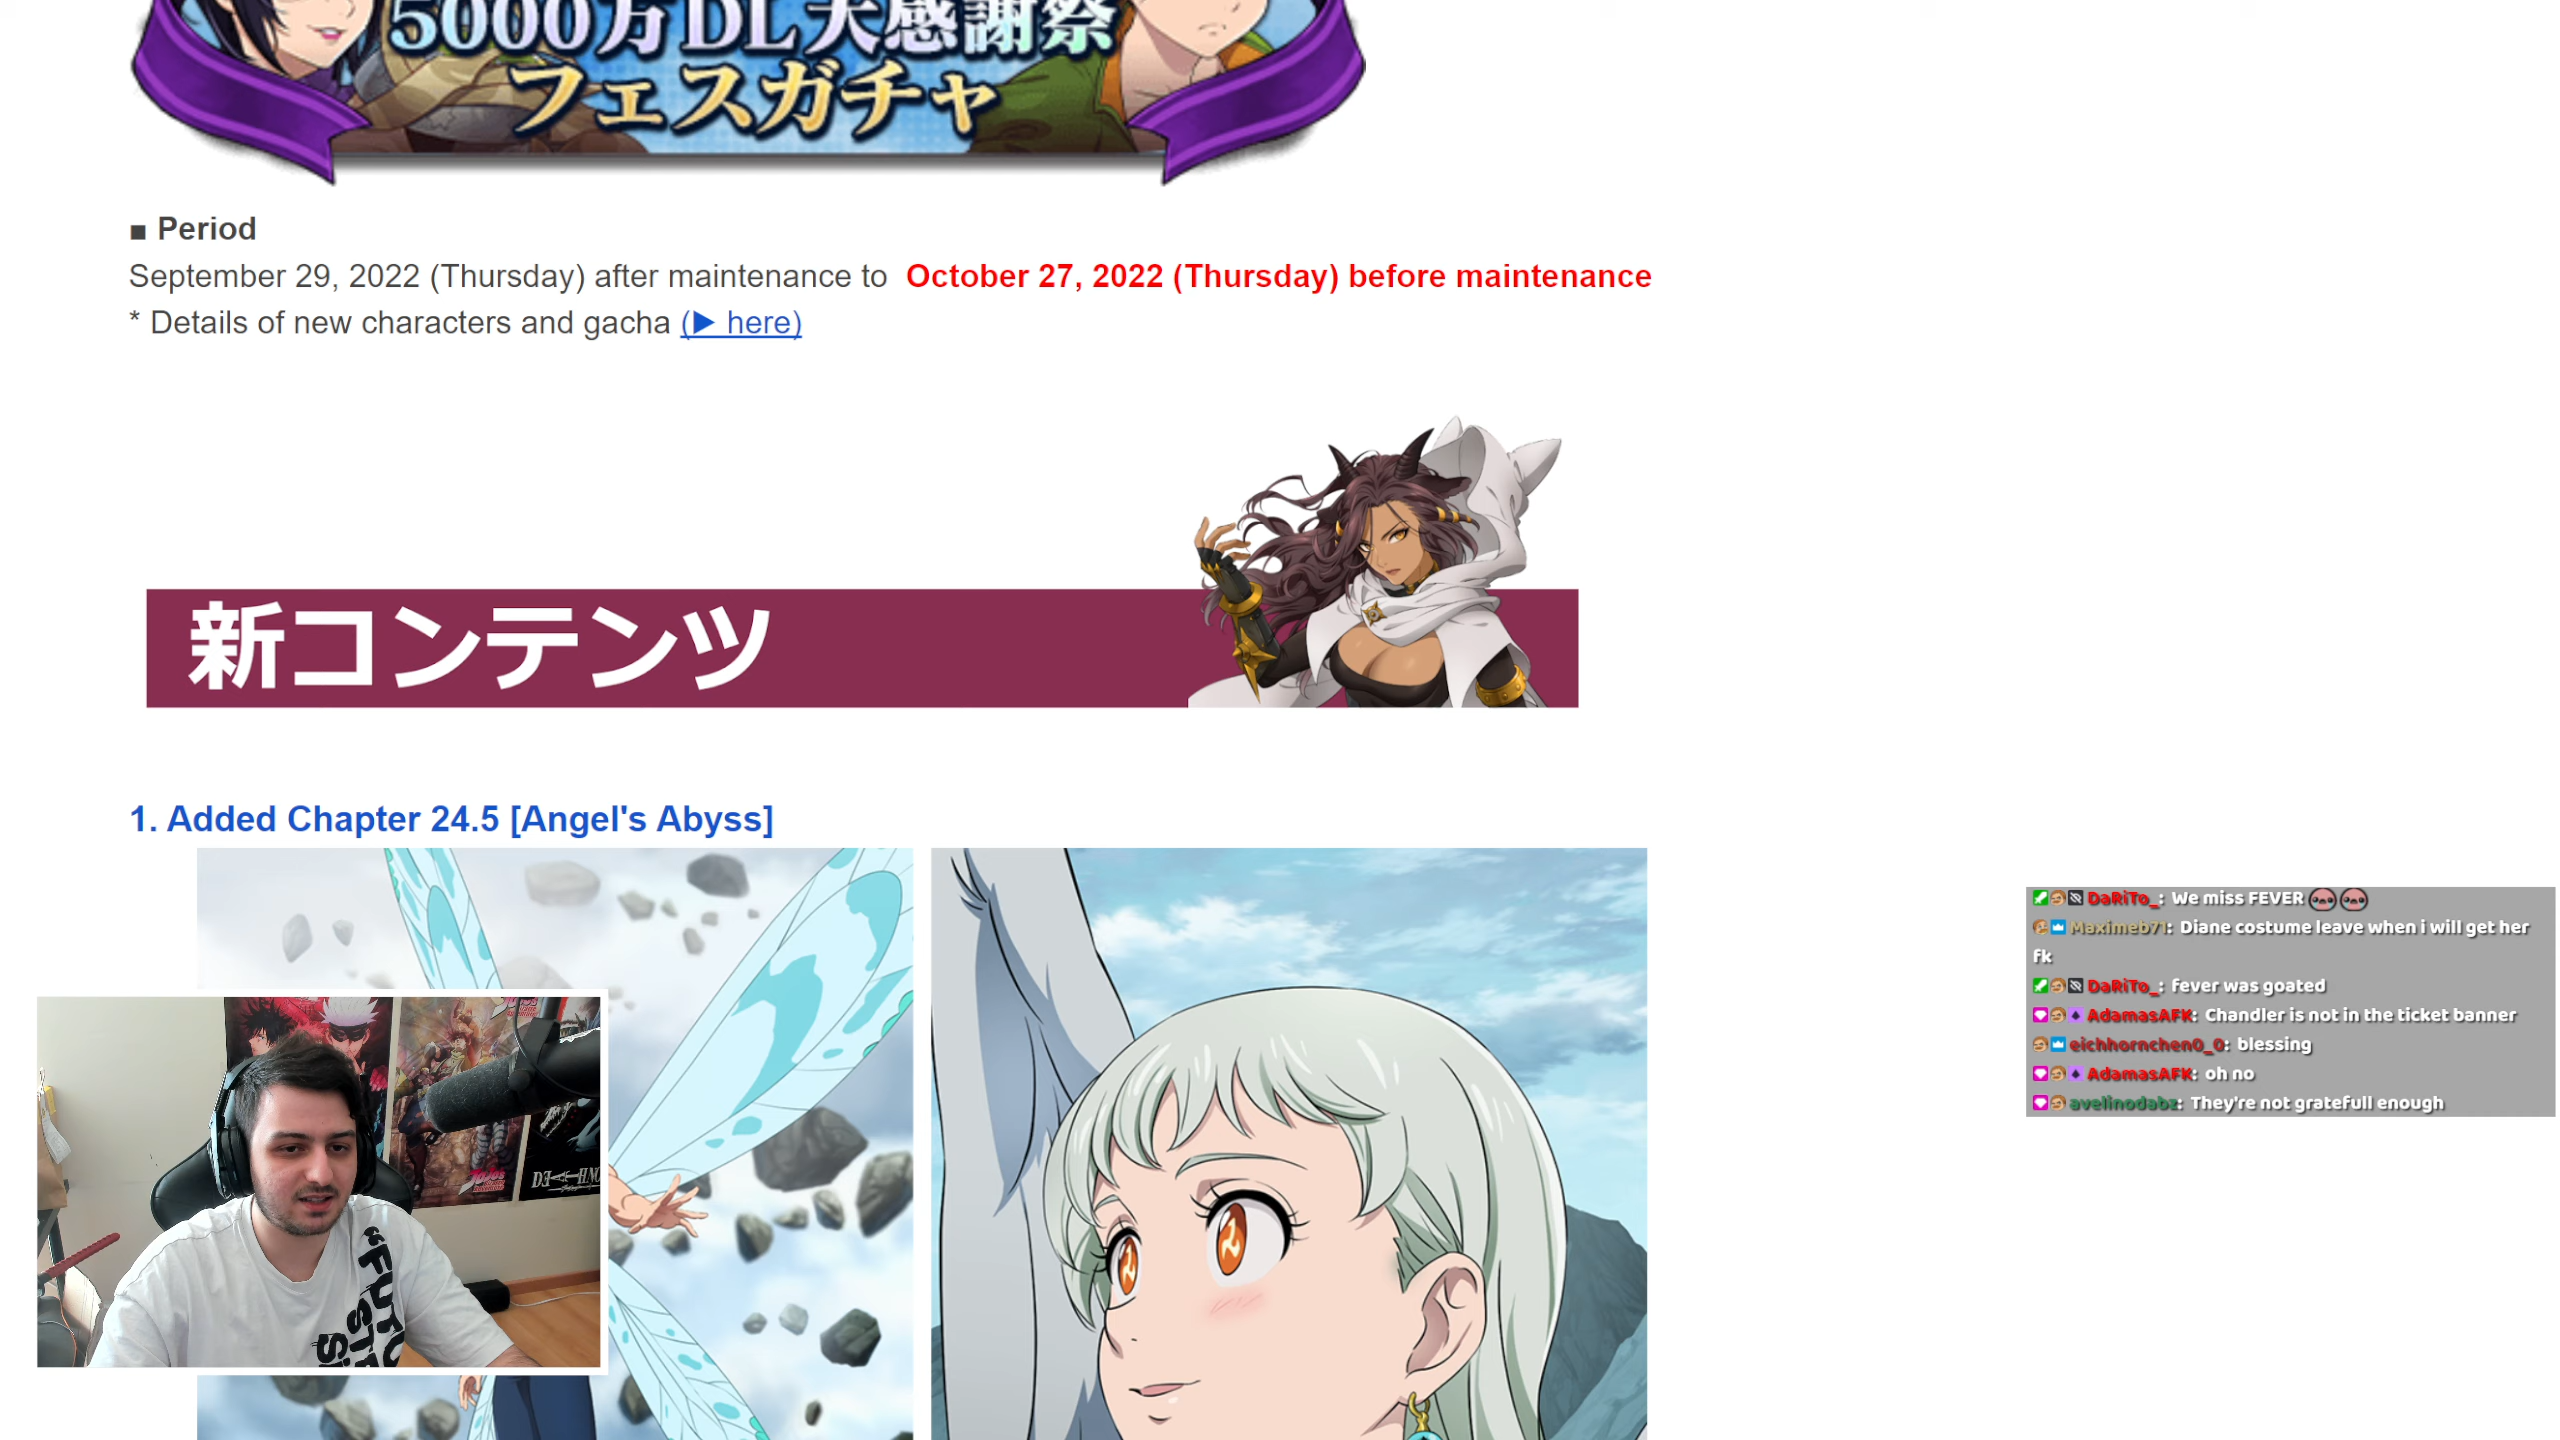 5000万DL大感謝祭
フェスガチャ
■ Period
September 29, 2022 (Thursday) after maintenance to October 27, 2022 (Thursday) before maintenance
* Details of new characters and gacha (▶ here)
新コンテンツ
1. Added Chapter 24.5 [Angel's Abyss]
DaRiTo_: We miss FEVER
Maximeb71: Diane costume leave when i will get her
fk
DaRiTo_: fever was goated
AdamasAFK: Chandler is not in the ticket banner
eichhornchen0_0: blessing
AdamasAFK: oh no
avelinodabz: They're not gratefull enough